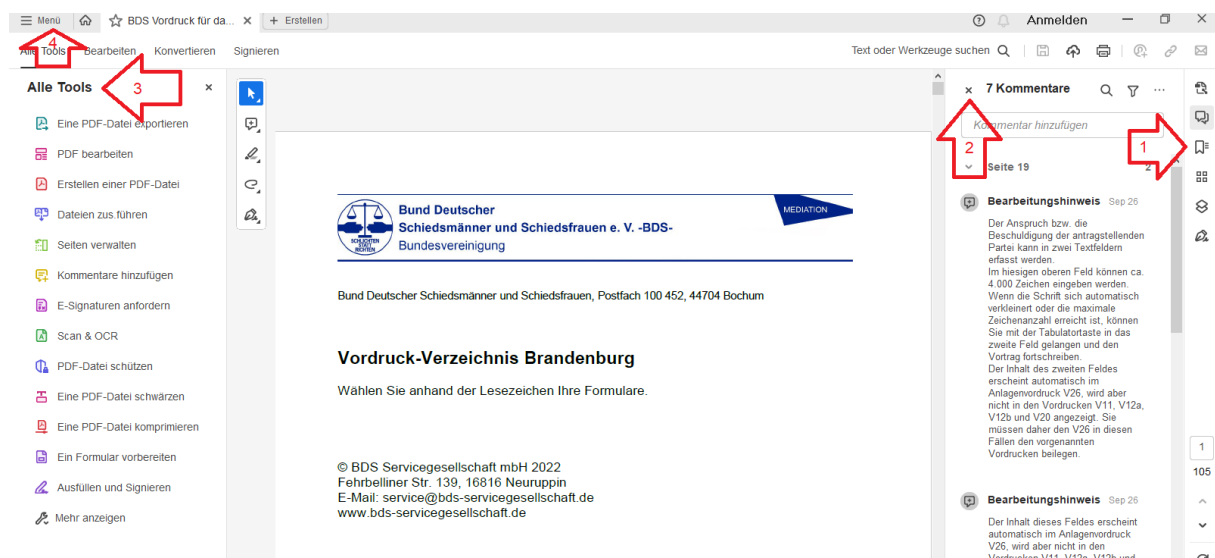 Menü
BDS Vordruck für da...
+ Erstellen
Anmelden
4
Alle Tools
Bearbeiten
Konvertieren
Signieren
Text oder Werkzeuge suchen
Alle Tools
3
Eine PDF-Datei exportieren
PDF bearbeiten
Erstellen einer PDF-Datei
Dateien zus.führen
Seiten verwalten
Kommentare hinzufügen
E-Signaturen anfordern
Scan & OCR
PDF-Datei schützen
Eine PDF-Datei schwärzen
Eine PDF-Datei komprimieren
Ein Formular vorbereiten
Ausfüllen und Signieren
Mehr anzeigen
SCHLICHTEN
STATT
RICHTEN
Bund Deutscher
Schiedsmänner und Schiedsfrauen e. V. -BDS-
Bundesvereinigung
MEDIATION
Bund Deutscher Schiedsmänner und Schiedsfrauen, Postfach 100 452, 44704 Bochum
Vordruck-Verzeichnis Brandenburg
Wählen Sie anhand der Lesezeichen Ihre Formulare.
© BDS Servicegesellschaft mbH 2022
Fehrbelliner Str. 139, 16816 Neuruppin
E-Mail: service@bds-servicegesellschaft.de
www.bds-servicegesellschaft.de
7 Kommentare
Kommentar hinzufügen
2
1
Seite 19
2
Bearbeitungshinweis Sep 26
Der Anspruch bzw. die
Beschuldigung der antragstellenden
Partei kann in zwei Textfeldern
erfasst werden.
Im hiesigen oberen Feld können ca.
4.000 Zeichen eingeben werden.
Wenn die Schrift sich automatisch
verkleinert oder die maximale
Zeichenanzahl erreicht ist, können
Sie mit der Tabulatortaste in das
zweite Feld gelangen und den
Vortrag fortschreiben.
Der Inhalt des zweiten Feldes
erscheint automatisch im
Anlagenvordruck V26, wird aber
nicht in den Vordrucken V11, V12a,
V12b und V20 angezeigt. Sie
müssen daher den V26 in diesen
Fällen den vorgenannten
Vordrucken beilegen.
Bearbeitungshinweis Sep 26
Der Inhalt dieses Feldes erscheint
automatisch im Anlagenvordruck
V26, wird aber nicht in den
Vordrucken V11, V12a, V12b und
1
105